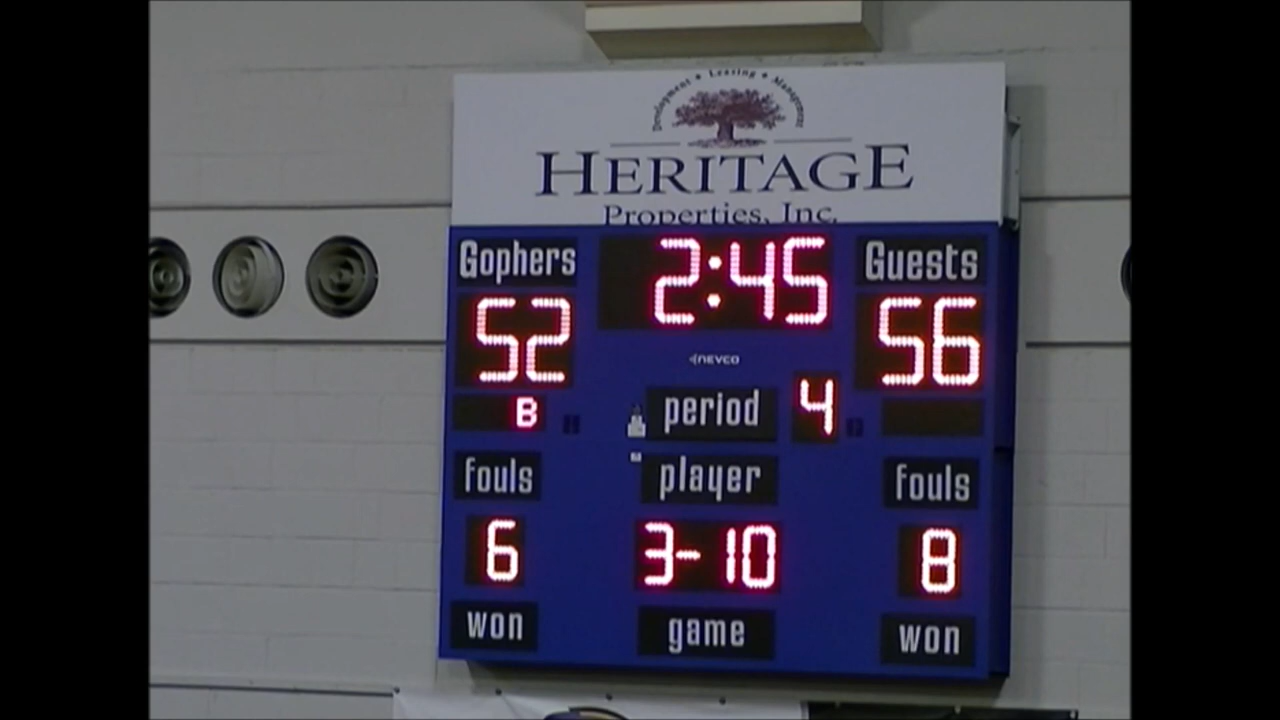 Development • Leasing • Management
HERITAGE
Properties, Inc.
Gophers 2:45 Guests
52 56
NEVCO
B period 4
fouls player fouls
6 3-10 8
won game won